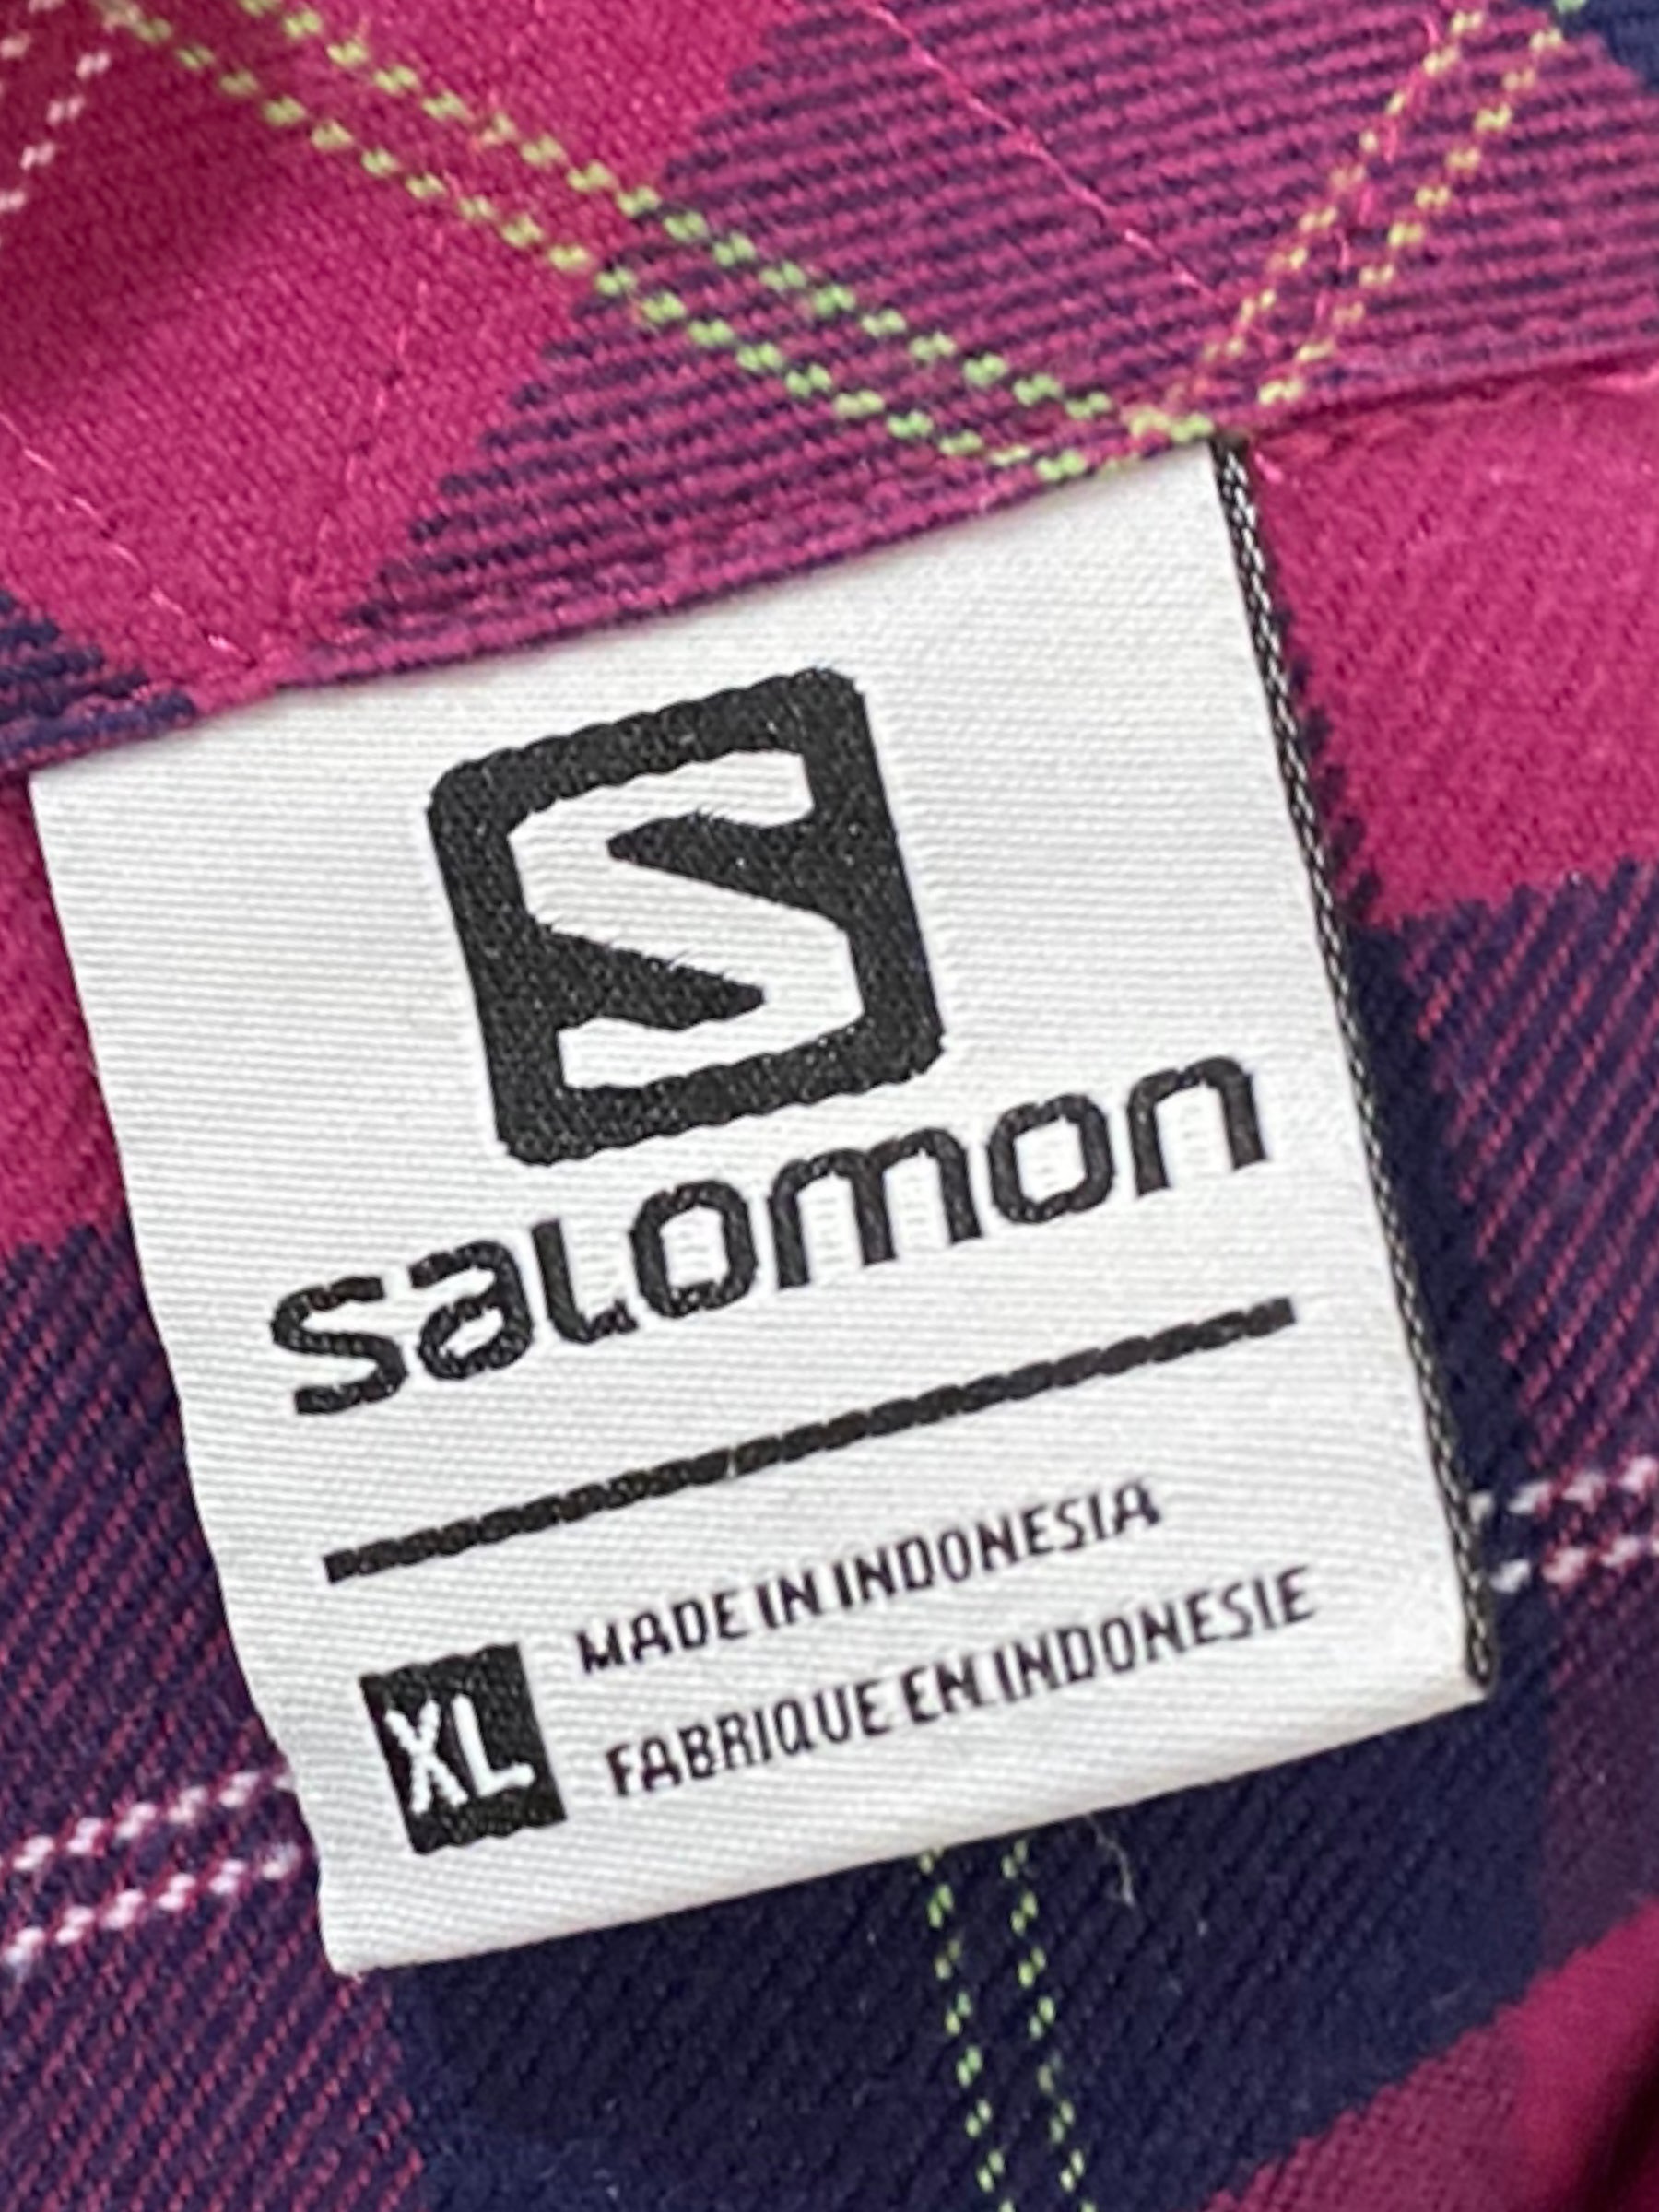 S
salomon
XL
MADE IN INDONESIA
FABRIQUE EN INDONESIE